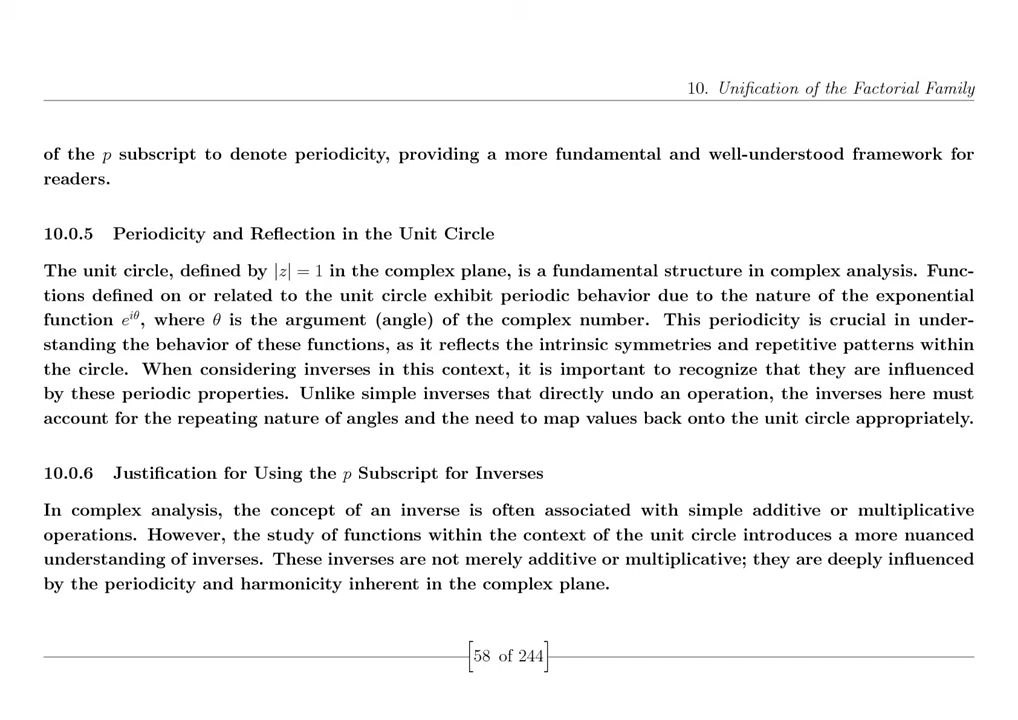 10. Unification of the Factorial Family
of the p subscript to denote periodicity, providing a more fundamental and well-understood framework for
readers.
10.0.5 Periodicity and Reflection in the Unit Circle
The unit circle, defined by |z| = 1 in the complex plane, is a fundamental structure in complex analysis. Func-
tions defined on or related to the unit circle exhibit periodic behavior due to the nature of the exponential
function e^{iθ}, where θ is the argument (angle) of the complex number. This periodicity is crucial in under-
standing the behavior of these functions, as it reflects the intrinsic symmetries and repetitive patterns within
the circle. When considering inverses in this context, it is important to recognize that they are influenced
by these periodic properties. Unlike simple inverses that directly undo an operation, the inverses here must
account for the repeating nature of angles and the need to map values back onto the unit circle appropriately.
10.0.6 Justification for Using the p Subscript for Inverses
In complex analysis, the concept of an inverse is often associated with simple additive or multiplicative
operations. However, the study of functions within the context of the unit circle introduces a more nuanced
understanding of inverses. These inverses are not merely additive or multiplicative; they are deeply influenced
by the periodicity and harmonicity inherent in the complex plane.
[58 of 244]